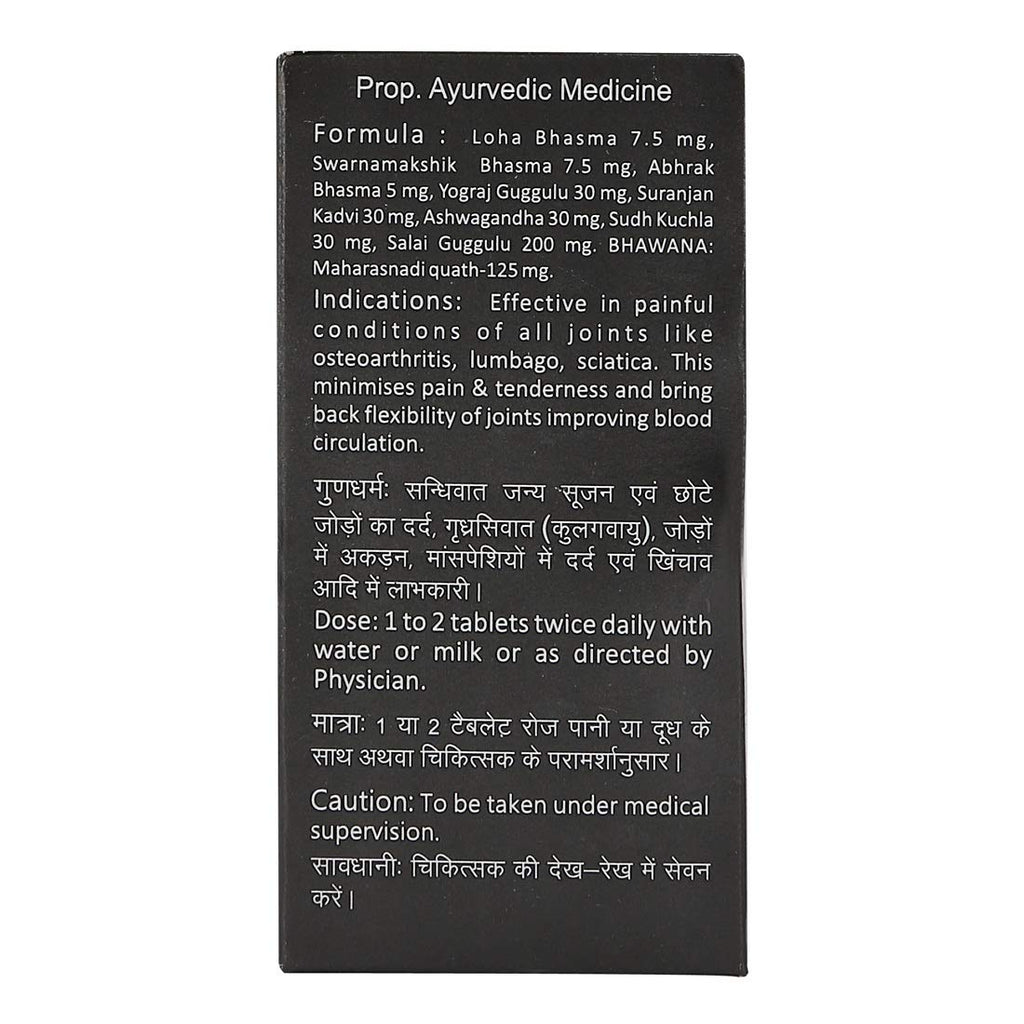 Prop. Ayurvedic Medicine
Formula : Loha Bhasma 7.5 mg,
Swarnamakshik Bhasma 7.5 mg, Abhrak
Bhasma 5 mg, Yograj Guggulu 30 mg, Suranjan
Kadvi 30 mg, Ashwagandha 30 mg, Sudh Kuchla
30 mg, Salai Guggulu 200 mg. BHAWANA:
Maharasnadi quath-125 mg.
Indications: Effective in painful
conditions of all joints like
osteoarthritis, lumbago, sciatica. This
minimises pain & tenderness and bring
back flexibility of joints improving blood
circulation.
गुणधर्मः सन्धिवात जन्य सूजन एवं छोटे
जोड़ों का दर्द, गृध्रसिवात (कुलगवायु), जोड़ों
में अकड़न, मांसपेशियों में दर्द एवं खिंचाव
आदि में लाभकारी।
Dose: 1 to 2 tablets twice daily with
water or milk or as directed by
Physician.
मात्राः 1 या 2 टैबलेट रोज पानी या दूध के
साथ अथवा चिकित्सक के परामर्शानुसार।
Caution: To be taken under medical
supervision.
सावधानीः चिकित्सक की देख–रेख में सेवन
करें।